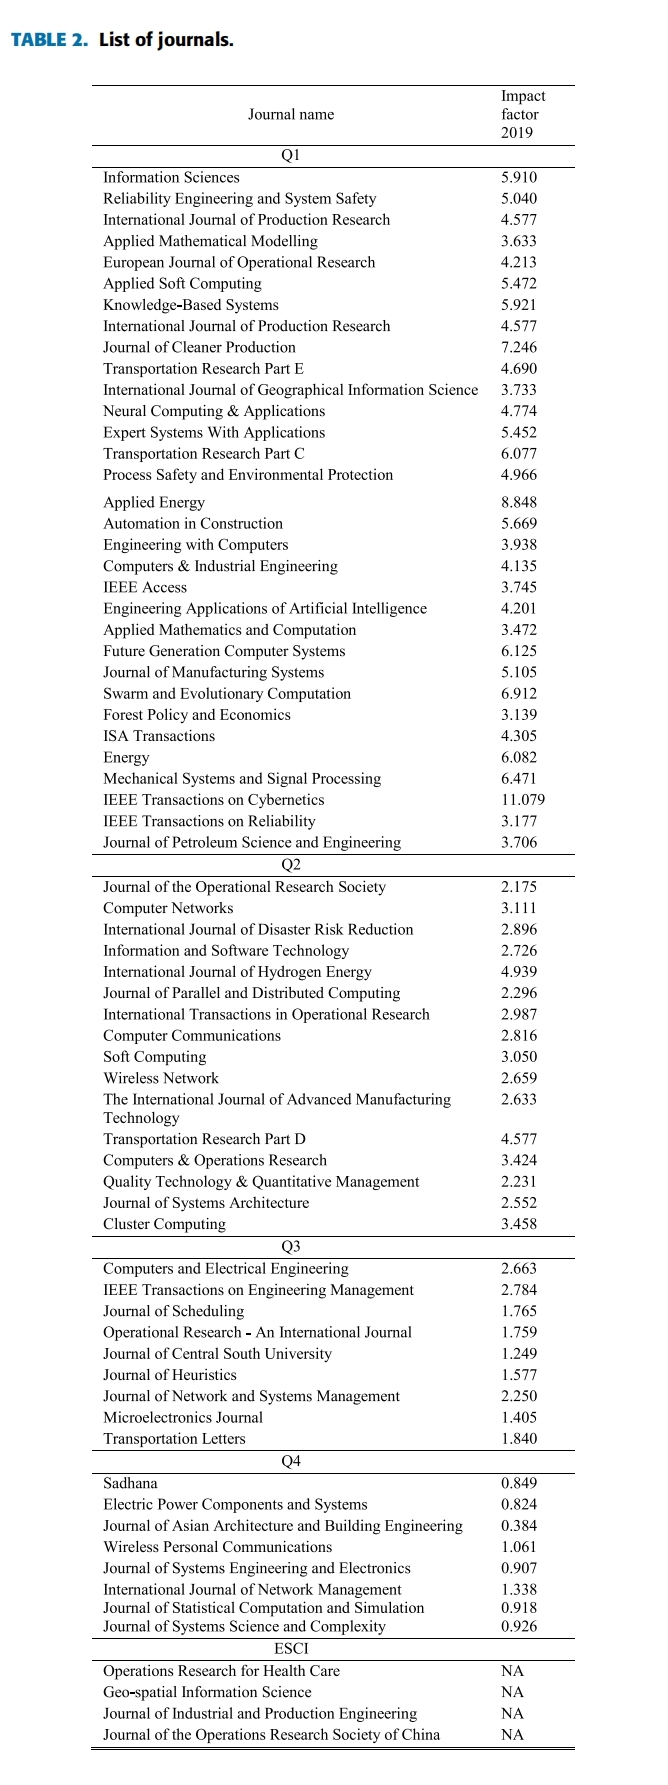 TABLE 2. List of journals.
Journal name Impact factor 2019
Q1
Information Sciences 5.910
Reliability Engineering and System Safety 5.040
International Journal of Production Research 4.577
Applied Mathematical Modelling 3.633
European Journal of Operational Research 4.213
Applied Soft Computing 5.472
Knowledge-Based Systems 5.921
International Journal of Production Research 4.577
Journal of Cleaner Production 7.246
Transportation Research Part E 4.690
International Journal of Geographical Information Science 3.733
Neural Computing & Applications 4.774
Expert Systems With Applications 5.452
Transportation Research Part C 6.077
Process Safety and Environmental Protection 4.966
Applied Energy 8.848
Automation in Construction 5.669
Engineering with Computers 3.938
Computers & Industrial Engineering 4.135
IEEE Access 3.745
Engineering Applications of Artificial Intelligence 4.201
Applied Mathematics and Computation 3.472
Future Generation Computer Systems 6.125
Journal of Manufacturing Systems 5.105
Swarm and Evolutionary Computation 6.912
Forest Policy and Economics 3.139
ISA Transactions 4.305
Energy 6.082
Mechanical Systems and Signal Processing 6.471
IEEE Transactions on Cybernetics 11.079
IEEE Transactions on Reliability 3.177
Journal of Petroleum Science and Engineering 3.706
Q2
Journal of the Operational Research Society 2.175
Computer Networks 3.111
International Journal of Disaster Risk Reduction 2.896
Information and Software Technology 2.726
International Journal of Hydrogen Energy 4.939
Journal of Parallel and Distributed Computing 2.296
International Transactions in Operational Research 2.987
Computer Communications 2.816
Soft Computing 3.050
Wireless Network 2.659
The International Journal of Advanced Manufacturing 2.633
Technology
Transportation Research Part D 4.577
Computers & Operations Research 3.424
Quality Technology & Quantitative Management 2.231
Journal of Systems Architecture 2.552
Cluster Computing 3.458
Q3
Computers and Electrical Engineering 2.663
IEEE Transactions on Engineering Management 2.784
Journal of Scheduling 1.765
Operational Research - An International Journal 1.759
Journal of Central South University 1.249
Journal of Heuristics 1.577
Journal of Network and Systems Management 2.250
Microelectronics Journal 1.405
Transportation Letters 1.840
Q4
Sadhana 0.849
Electric Power Components and Systems 0.824
Journal of Asian Architecture and Building Engineering 0.384
Wireless Personal Communications 1.061
Journal of Systems Engineering and Electronics 0.907
International Journal of Network Management 1.338
Journal of Statistical Computation and Simulation 0.918
Journal of Systems Science and Complexity 0.926
ESCI
Operations Research for Health Care NA
Geo-spatial Information Science NA
Journal of Industrial and Production Engineering NA
Journal of the Operations Research Society of China NA